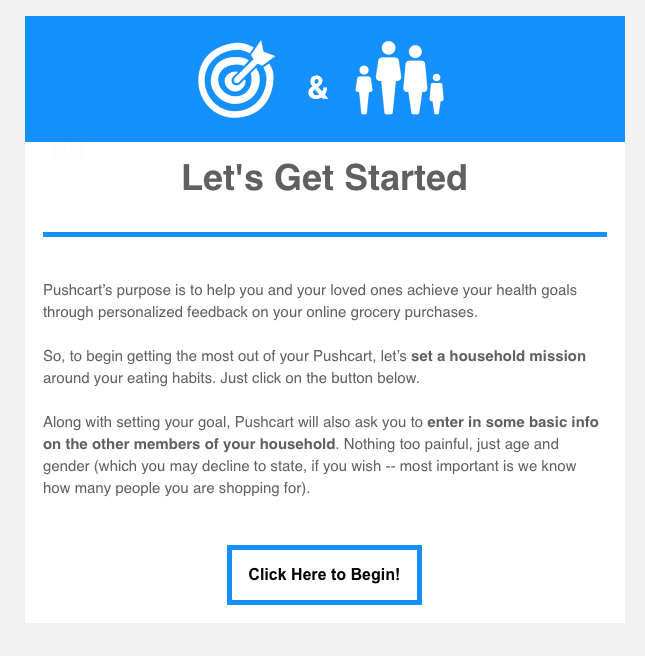 &
Let's Get Started
Pushcart’s purpose is to help you and your loved ones achieve your health goals
through personalized feedback on your online grocery purchases.
So, to begin getting the most out of your Pushcart, let’s set a household mission
around your eating habits. Just click on the button below.
Along with setting your goal, Pushcart will also ask you to enter in some basic info
on the other members of your household. Nothing too painful, just age and
gender (which you may decline to state, if you wish -- most important is we know
how many people you are shopping for).
Click Here to Begin!